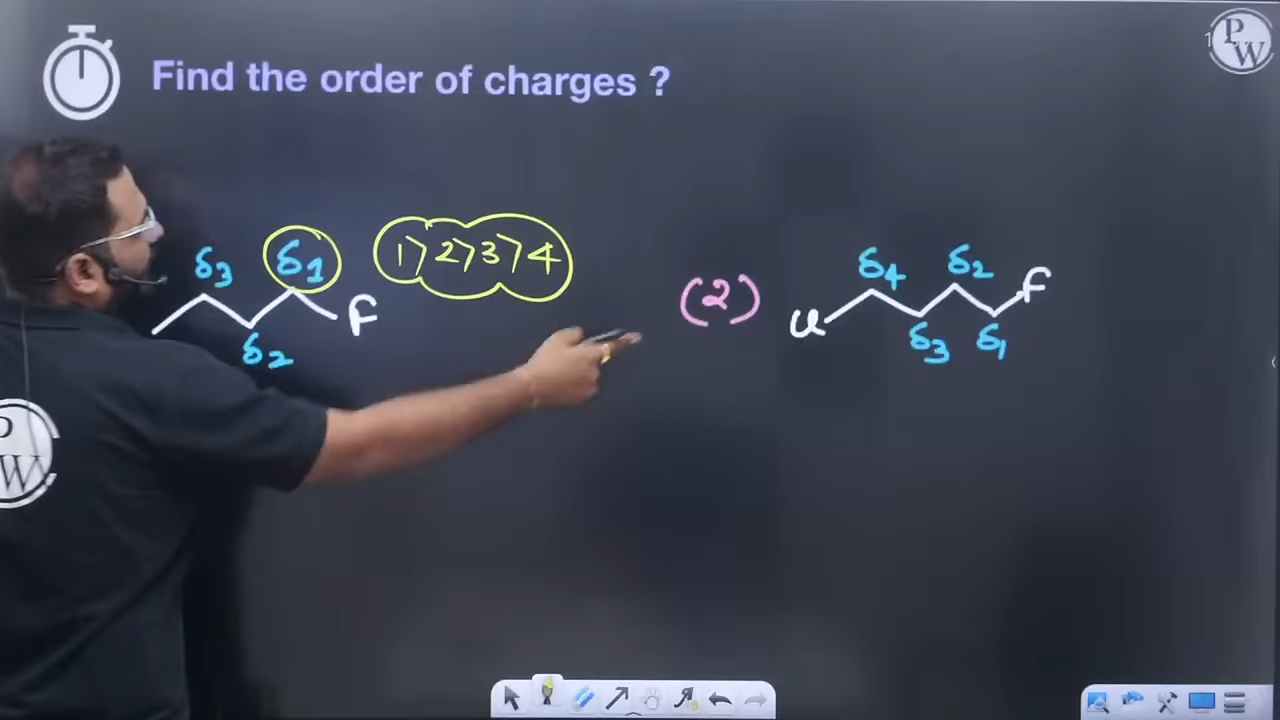 Find the order of charges ?
PW
δ3 δ1 1>2>3>4
F
δ2
(2)
δ4 δ2 F
Cl
δ3 δ1
PW